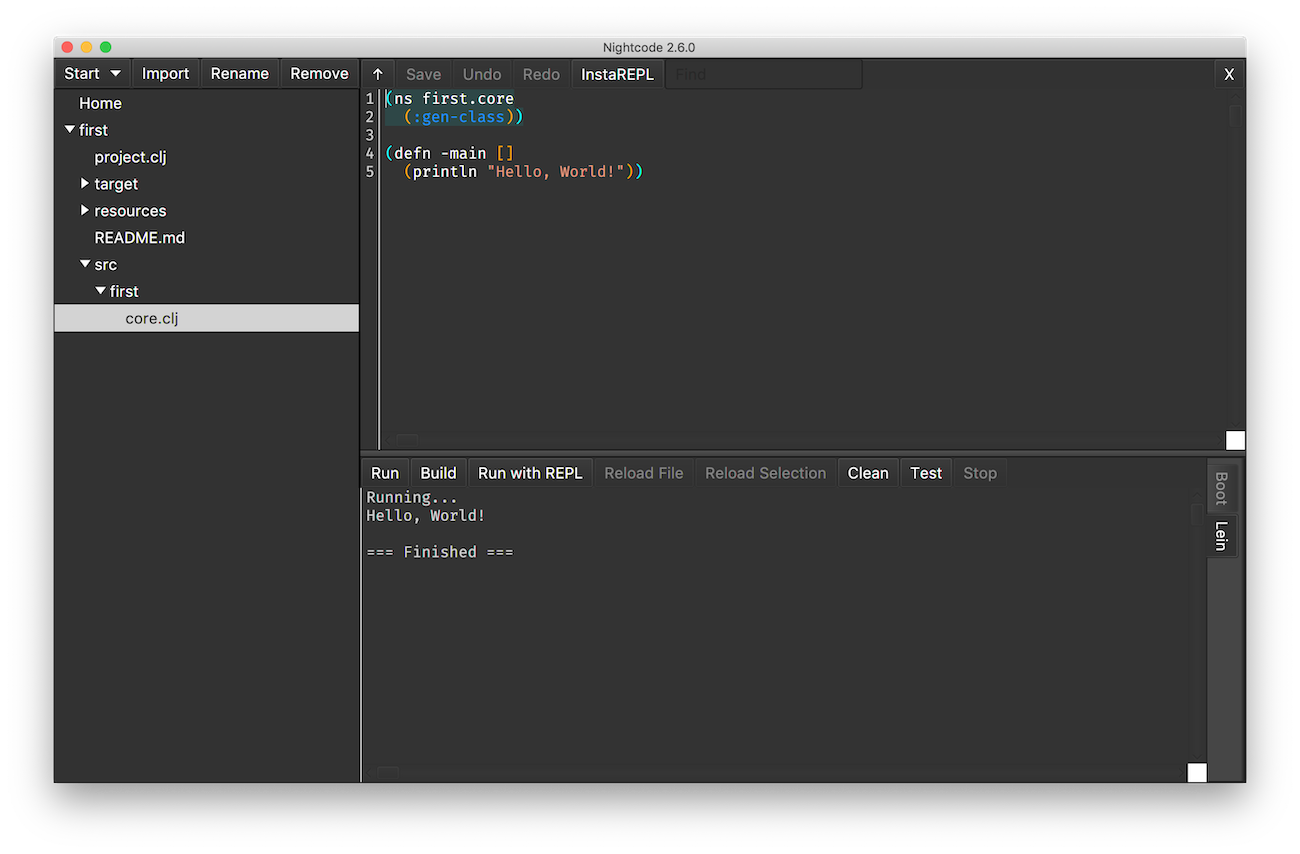 Nightcode 2.6.0
Start Import Rename Remove
↑ Save Undo Redo InstaREPL Find X
Home
first
project.clj
target
resources
README.md
src
first
core.clj
1 (ns first.core
2   (:gen-class))
3
4 (defn -main []
5   (println "Hello, World!"))
Run Build Run with REPL Reload File Reload Selection Clean Test Stop
Running...
Hello, World!
=== Finished ===
Boot
Lein